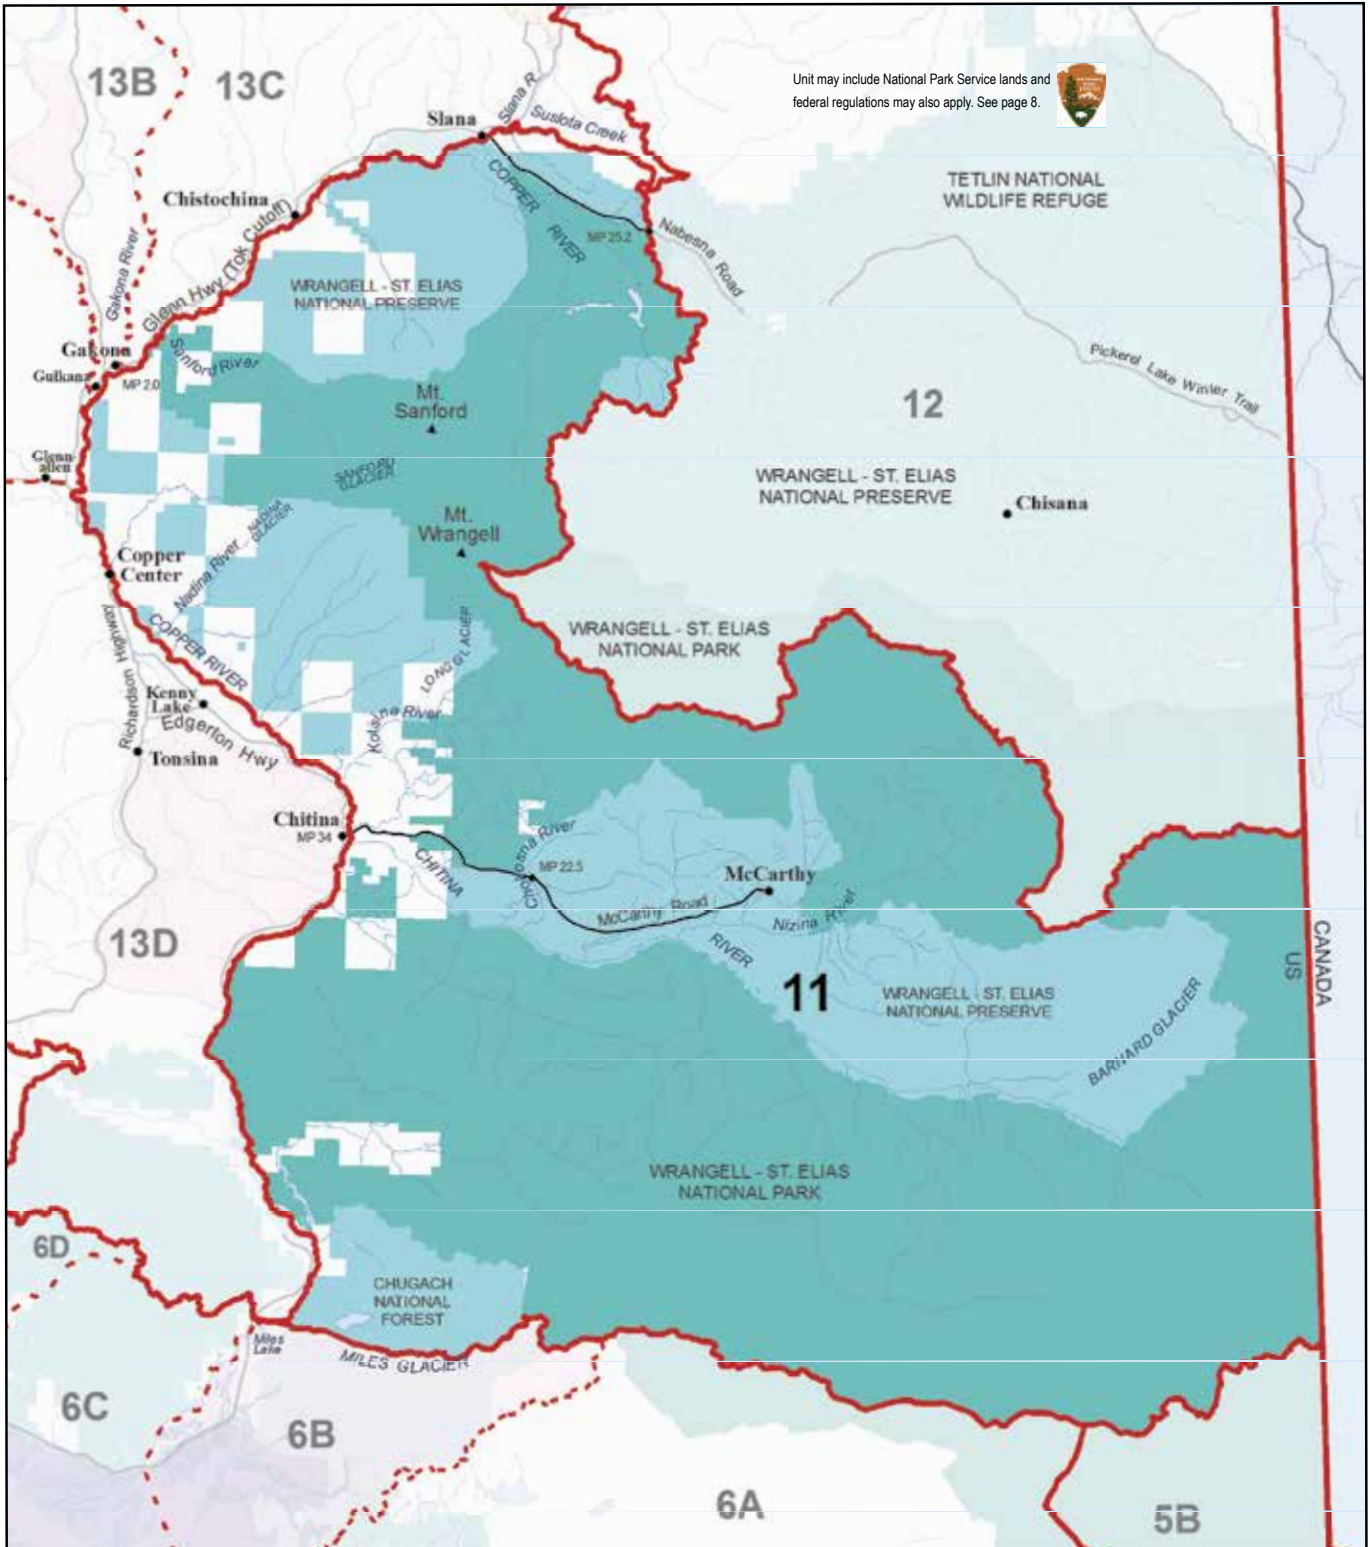 Unit may include National Park Service lands and
federal regulations may also apply. See page 8.
13B
13C
Slana
Slana R
Suslota Creek
COPPER
RIVER
MP 25.2
Nabesna Road
TETLIN NATIONAL
WILDLIFE REFUGE
Chistochina
Gakona River
Glenn Hwy (Tok Cutoff)
WRANGELL - ST. ELIAS
NATIONAL PRESERVE
Gakona
Gulkana
MP 2.0
Sanford River
Mt.
Sanford
Pickerel Lake Winter Trail
12
Glenn-
allen
SANFORD
GLACIER
WRANGELL - ST. ELIAS
NATIONAL PRESERVE
Chisana
NADINA
GLACIER
Mt.
Wrangell
Copper
Center
Nadina River
COPPER RIVER
LONG GLACIER
WRANGELL - ST. ELIAS
NATIONAL PARK
Richardson Highway
Kenny
Lake
Edgerton Hwy
Kotsina River
Tonsina
Chitina
MP 34
CHITINA
MP 22.5
McCarthy
McCarthy Road
Nizina River
RIVER
13D
11
WRANGELL - ST. ELIAS
NATIONAL PRESERVE
BARNARD GLACIER
CANADA
US
WRANGELL - ST. ELIAS
NATIONAL PARK
6D
CHUGACH
NATIONAL
FOREST
Miles
Lake
MILES GLACIER
6C
6B
6A
5B